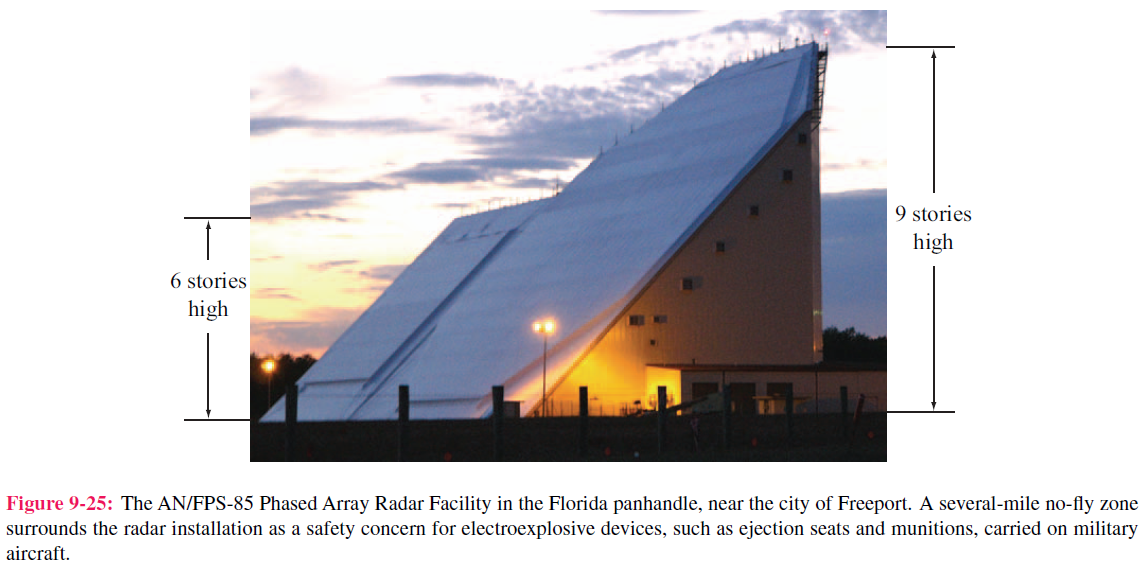 9 stories
high
6 stories
high
Figure 9-25: The AN/FPS-85 Phased Array Radar Facility in the Florida panhandle, near the city of Freeport. A several-mile no-fly zone
surrounds the radar installation as a safety concern for electroexplosive devices, such as ejection seats and munitions, carried on military
aircraft.